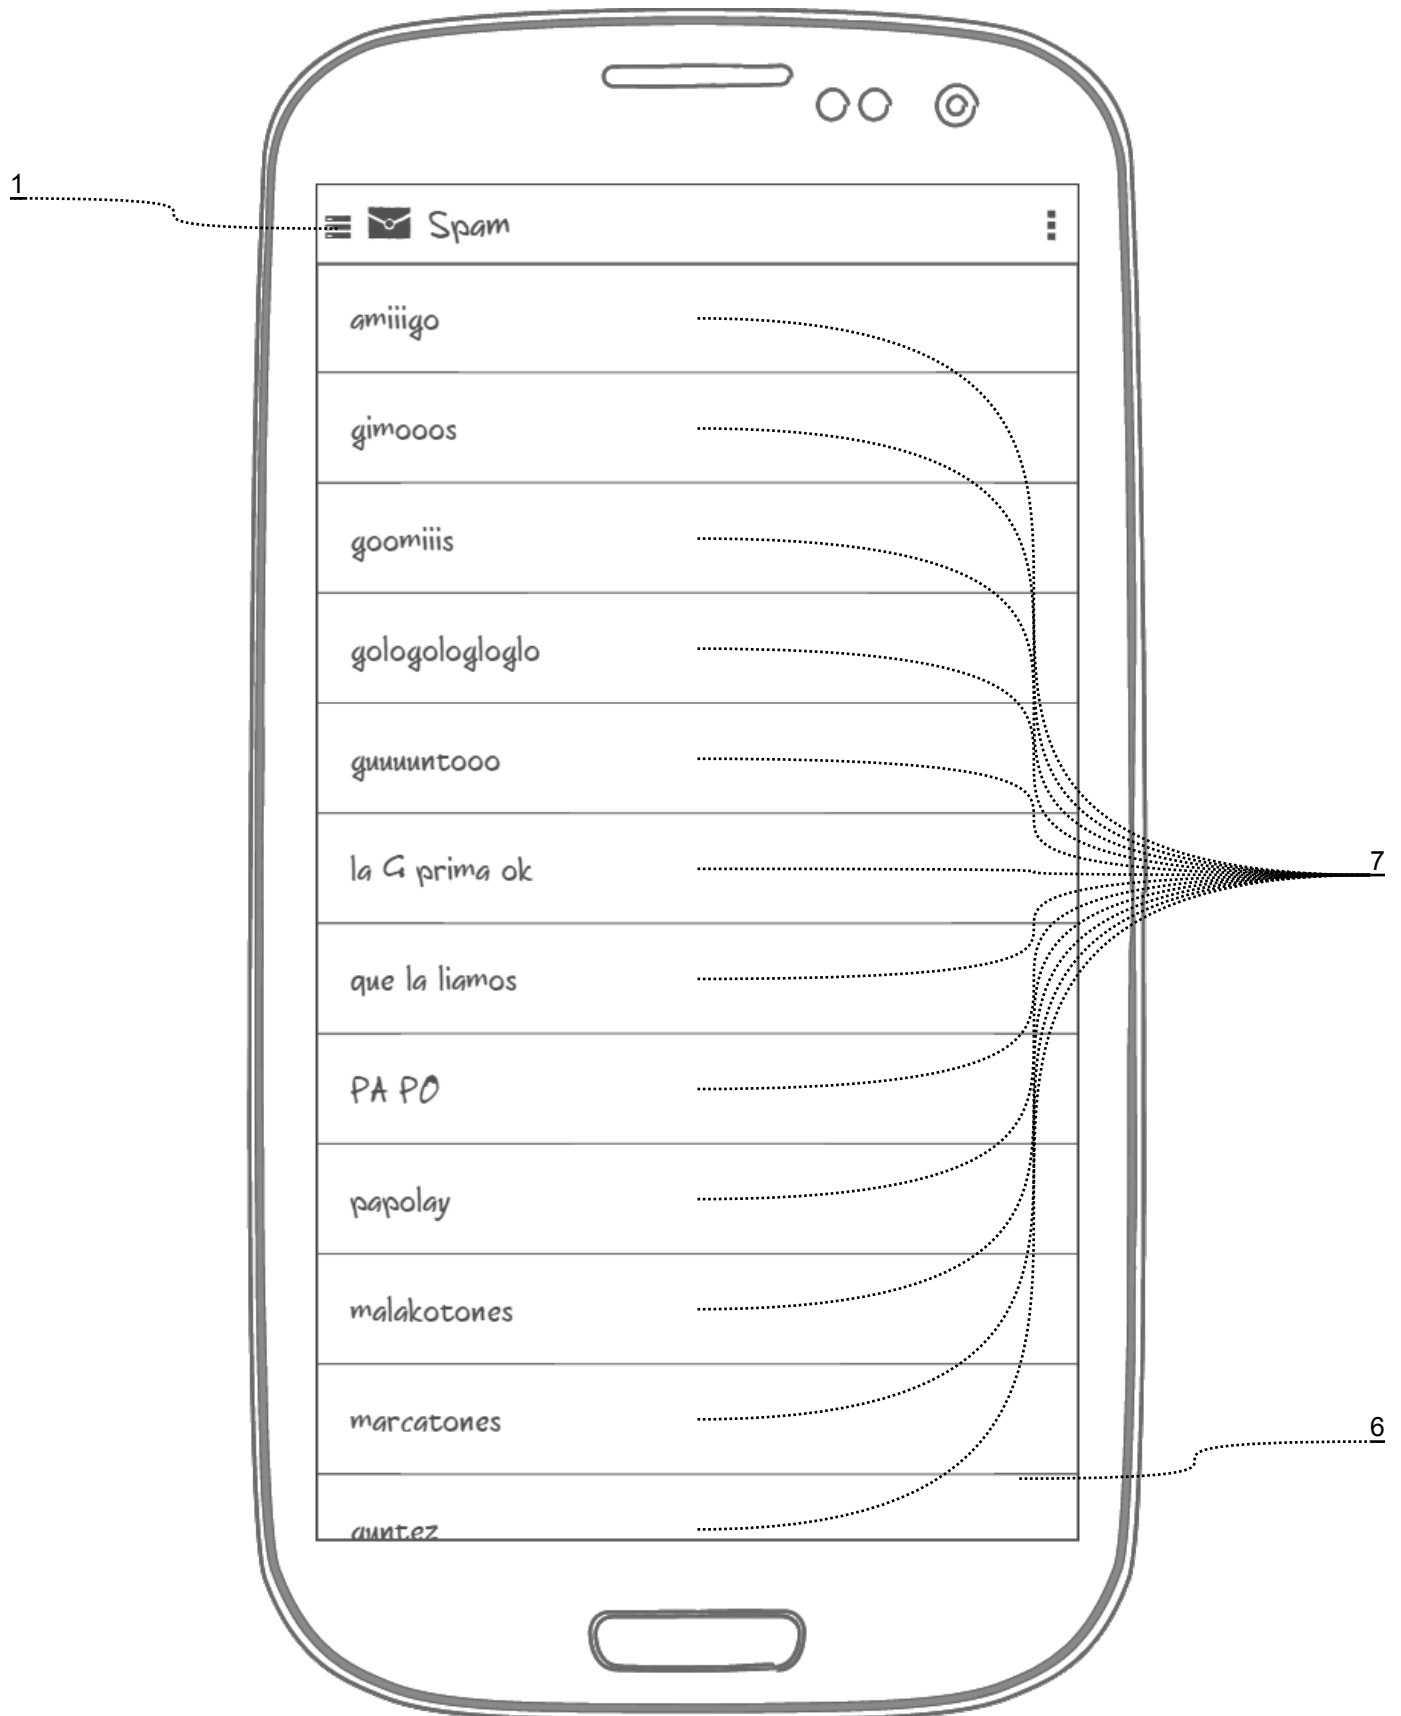 1
Spam
amiiigo
gimooos
goomiiis
gologologloglo
guuuuntooo
la G prima ok
7
que la liamos
PA PO
papolay
malakotones
marcatones
6